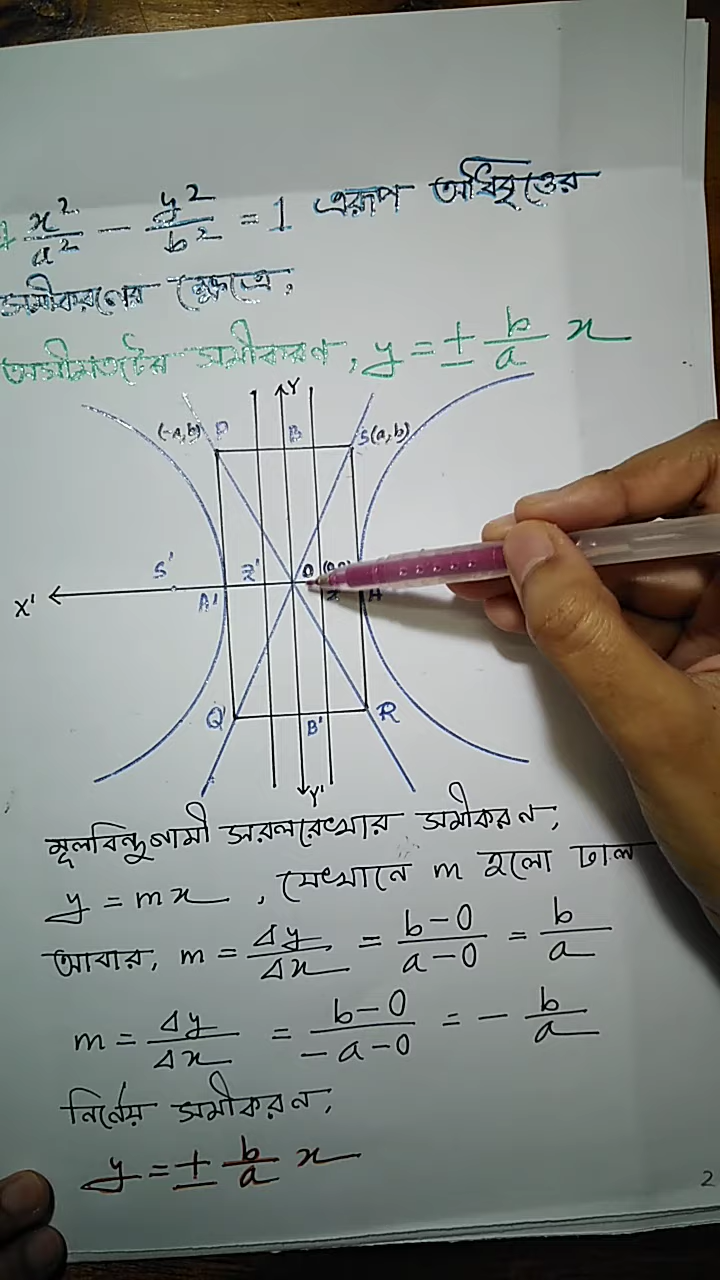 x²/a² − y²/b² = 1 এরূপ অধিবৃত্তের
সমীকরণের ক্ষেত্রে,
অসীমতটের সমীকরণ, y = ± b/a x
Y
(-a,b) P B S(a,b)
S' Z' O
X' A' Z A
Q R
B'
Y'
মূলবিন্দুগামী সরলরেখার সমীকরণ,
y = mx , যেখানে m হলো ঢাল
আবার, m = Δy/Δx = b−0/a−0 = b/a
m = Δy/Δx = b−0/−a−0 = − b/a
নির্ণেয় সমীকরণ,
y = ± b/a x
2